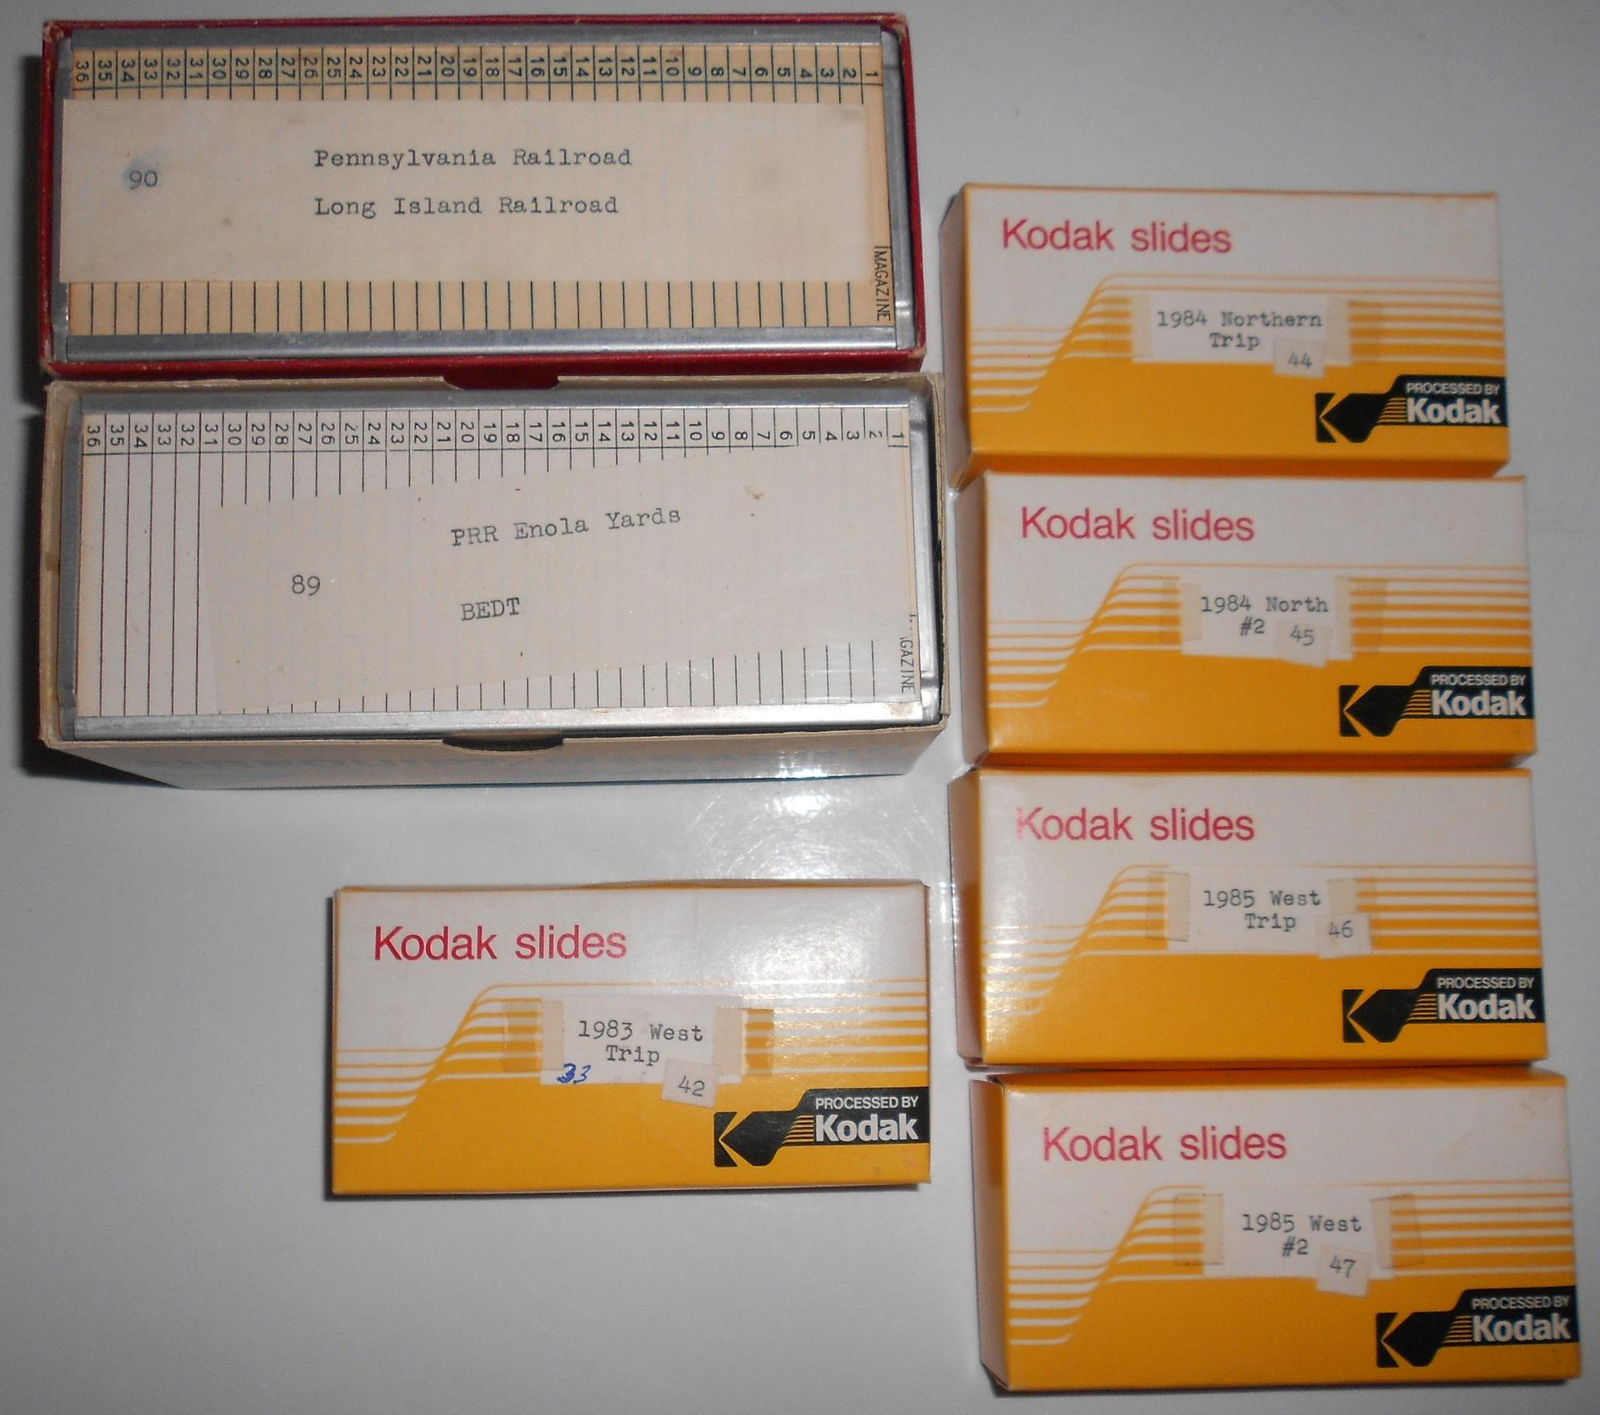 36 35 34 33 32 31 30 29 28 27 26 25 24 23 22 21 20 19 18 17 16 15 14 13 12 11 10 9 8 7 6 5 4 3 2 1
Pennsylvania Railroad
90
Long Island Railroad
MAGAZINE
36 35 34 33 32 31 30 29 28 27 26 25 24 23 22 21 20 19 18 17 16 15 14 13 12 11 10 9 8 7 6 5 4 3 2 1
PRR Enola Yards
89
BEDT
GAZINE
Kodak slides
1983 West
Trip
33
42
PROCESSED BY
Kodak
Kodak slides
1984 Northern
Trip
44
PROCESSED BY
Kodak
Kodak slides
1984 North
#2
45
PROCESSED BY
Kodak
Kodak slides
1985 West
Trip
46
PROCESSED BY
Kodak
Kodak slides
1985 West
#2
47
PROCESSED BY
Kodak